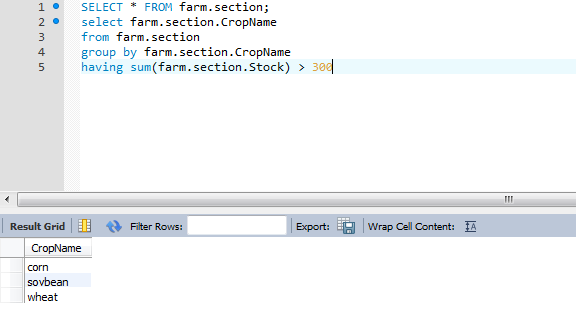 1 SELECT * FROM farm.section;
2 select farm.section.CropName
3 from farm.section
4 group by farm.section.CropName
5 having sum(farm.section.Stock) > 300
Result Grid Filter Rows: Export: Wrap Cell Content: IA
CropName
corn
soybean
wheat